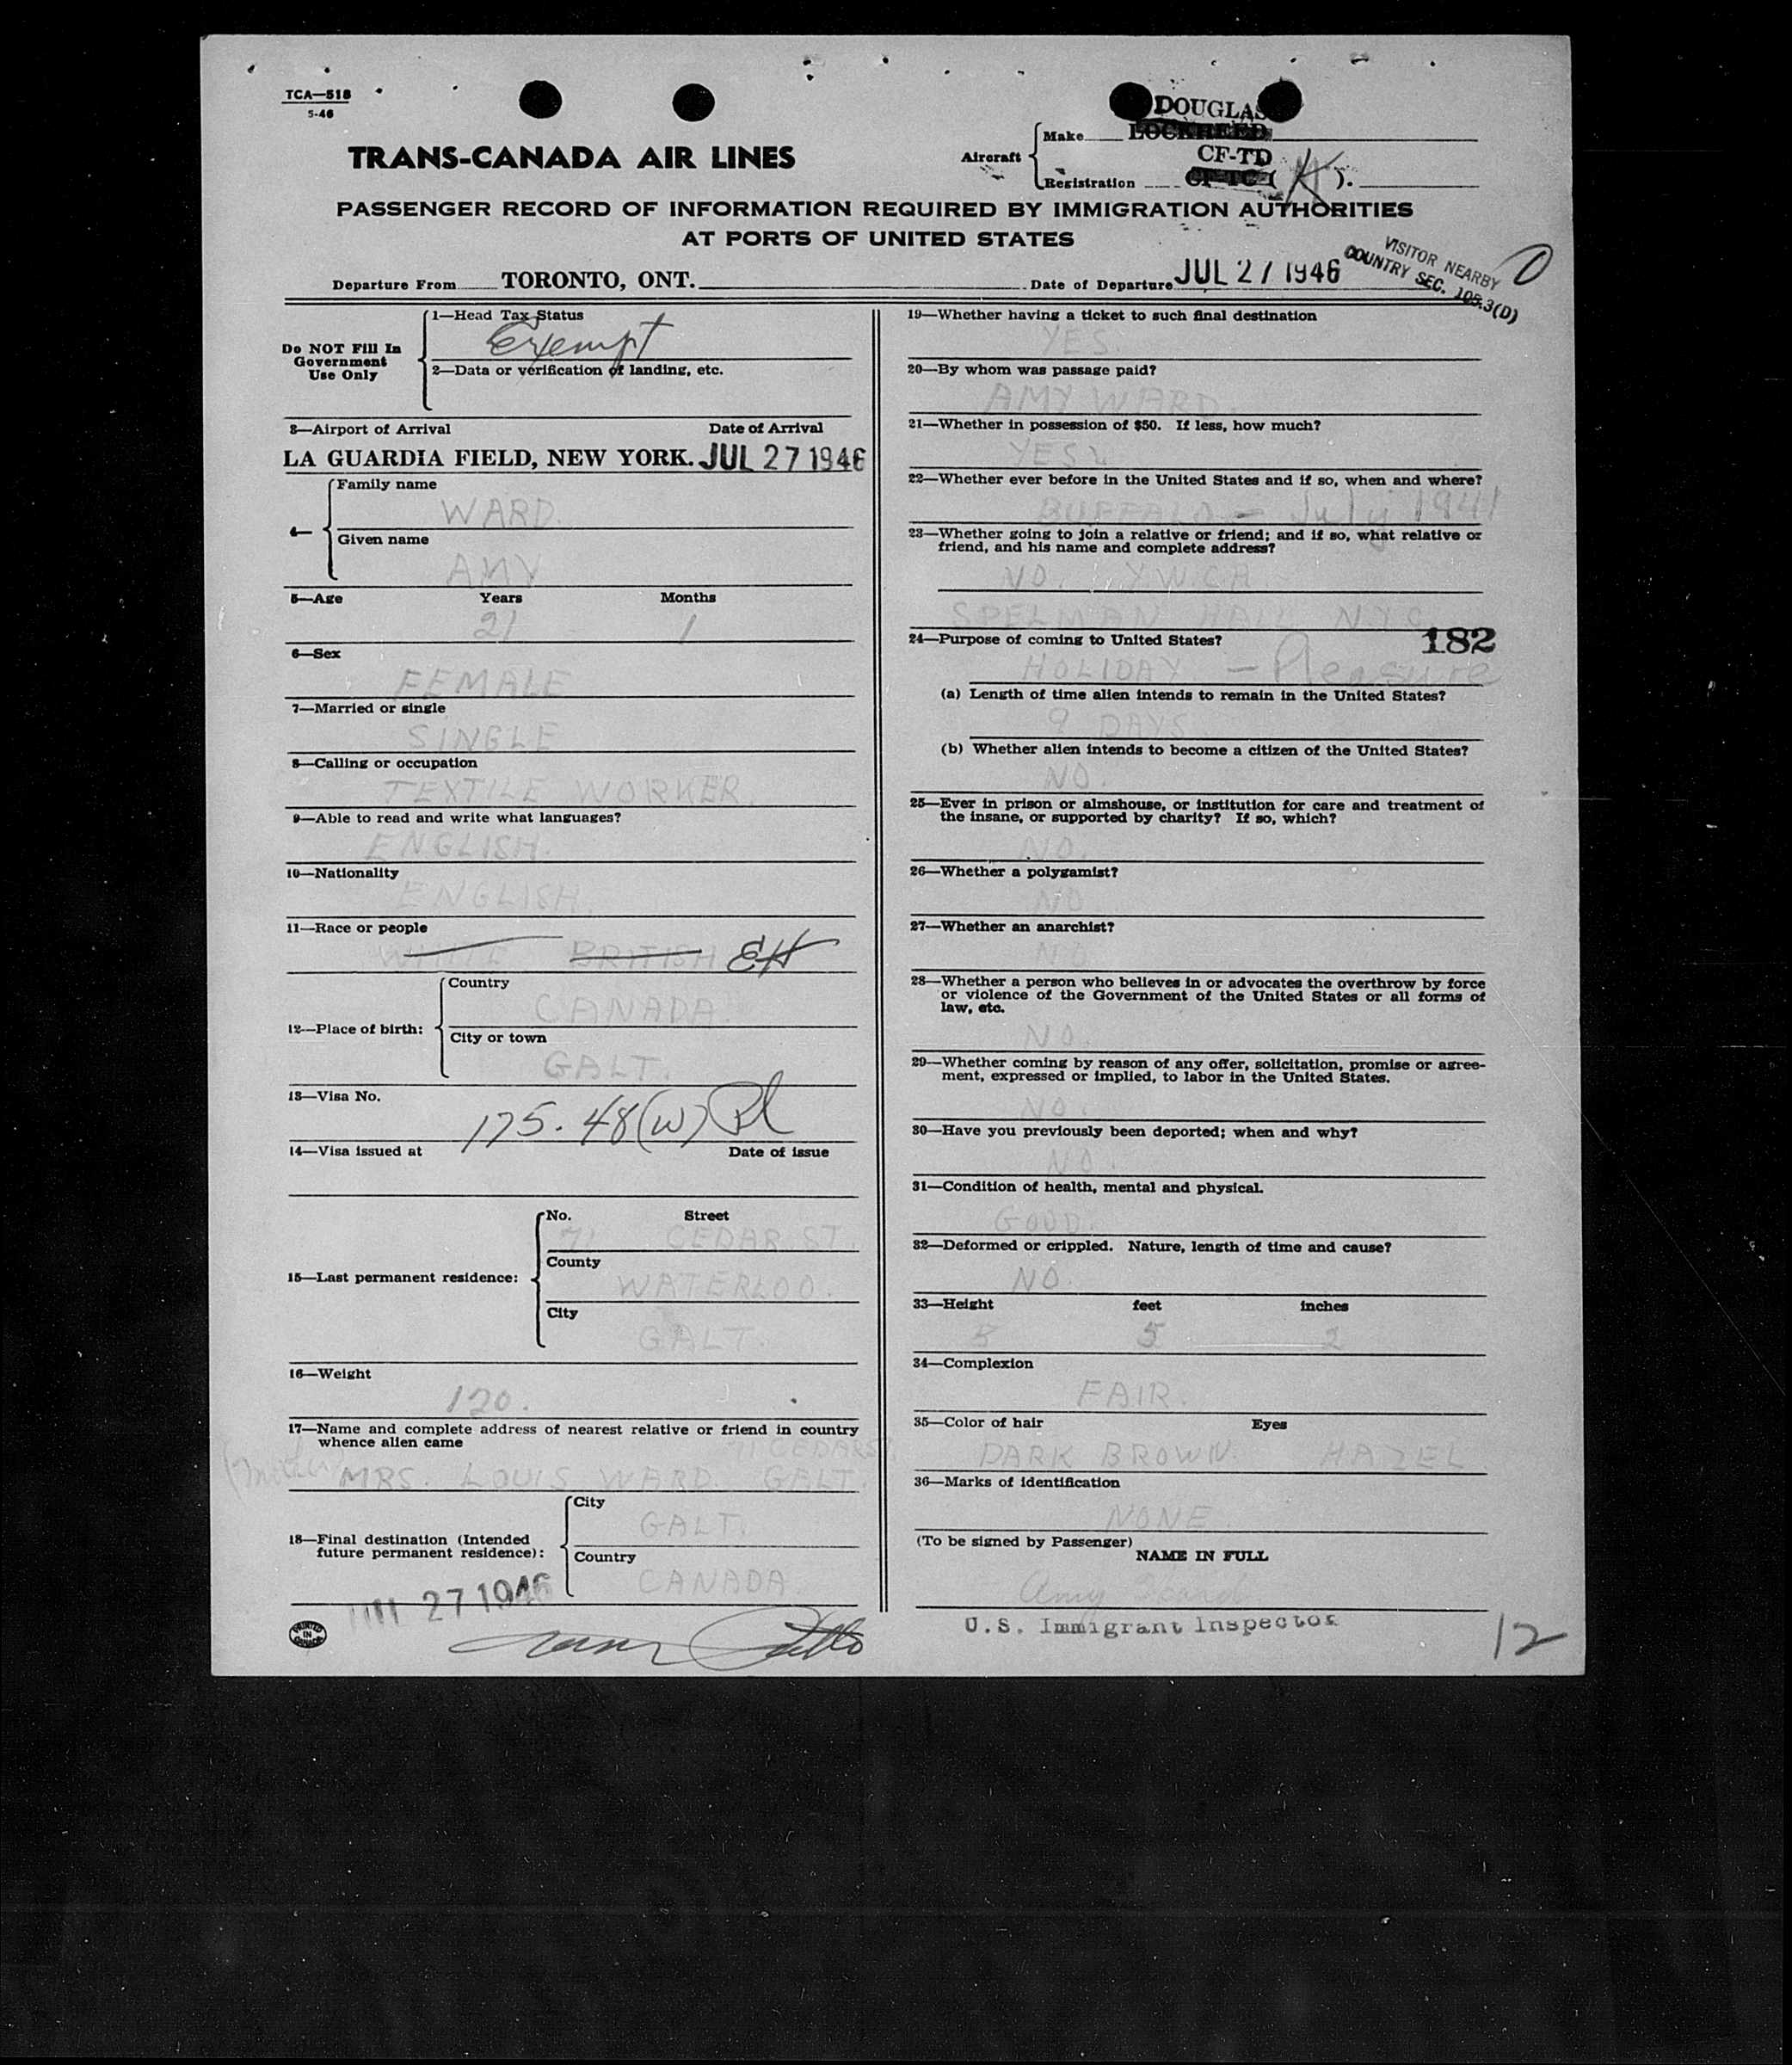 TCA—518
5-46
DOUGLAS
Aircraft
Make LOCKHEED
CF-TD
Registration CF-TC-( K ).
TRANS-CANADA AIR LINES
PASSENGER RECORD OF INFORMATION REQUIRED BY IMMIGRATION AUTHORITIES
AT PORTS OF UNITED STATES
VISITOR NEARBY
COUNTRY SEC. 105.3(D)
Departure From TORONTO, ONT. Date of Departure JUL 27 1946
Do NOT Fill In
Government
Use Only
1—Head Tax Status
Exempt
2—Data or verification of landing, etc.
3—Airport of Arrival Date of Arrival
LA GUARDIA FIELD, NEW YORK. JUL 27 1946
4—
Family name
WARD.
Given name
AMY
5—Age Years Months
21 1
6—Sex
FEMALE
7—Married or single
SINGLE
8—Calling or occupation
TEXTILE WORKER.
9—Able to read and write what languages?
ENGLISH.
10—Nationality
ENGLISH.
11—Race or people
WHITE BRITISH EH
12—Place of birth:
Country
CANADA.
City or town
GALT.
13—Visa No.
175.48(W)
14—Visa issued at Date of issue
15—Last permanent residence:
No. Street
71 CEDAR ST.
County
WATERLOO.
City
GALT.
16—Weight
120.
17—Name and complete address of nearest relative or friend in country
whence alien came
71 CEDAR ST
(mother) MRS. LOUIS WARD. GALT.
18—Final destination (Intended
future permanent residence):
City
GALT.
Country
CANADA.
27 1946
PRINTED
IN
CANADA
19—Whether having a ticket to such final destination
YES.
20—By whom was passage paid?
AMY WARD.
21—Whether in possession of $50. If less, how much?
YES
22—Whether ever before in the United States and if so, when and where?
BUFFALO – July 1941
23—Whether going to join a relative or friend; and if so, what relative or
friend, and his name and complete address?
NO. Y.W.C.A.
SPELMAN HALL N.Y.C.
182
24—Purpose of coming to United States?
HOLIDAY – Pleasure
(a) Length of time alien intends to remain in the United States?
9 DAYS
(b) Whether alien intends to become a citizen of the United States?
NO.
25—Ever in prison or almshouse, or institution for care and treatment of
the insane, or supported by charity? If so, which?
NO.
26—Whether a polygamist?
NO
27—Whether an anarchist?
NO
28—Whether a person who believes in or advocates the overthrow by force
or violence of the Government of the United States or all forms of
law, etc.
NO.
29—Whether coming by reason of any offer, solicitation, promise or agree-
ment, expressed or implied, to labor in the United States.
NO.
30—Have you previously been deported; when and why?
NO.
31—Condition of health, mental and physical.
GOOD.
32—Deformed or crippled. Nature, length of time and cause?
NO.
33—Height feet inches
5 5 2
34—Complexion
FAIR.
35—Color of hair Eyes
DARK BROWN. HAZEL.
36—Marks of identification
NONE
(To be signed by Passenger)
NAME IN FULL
Amy Ward
U.S. Immigrant Inspector
12